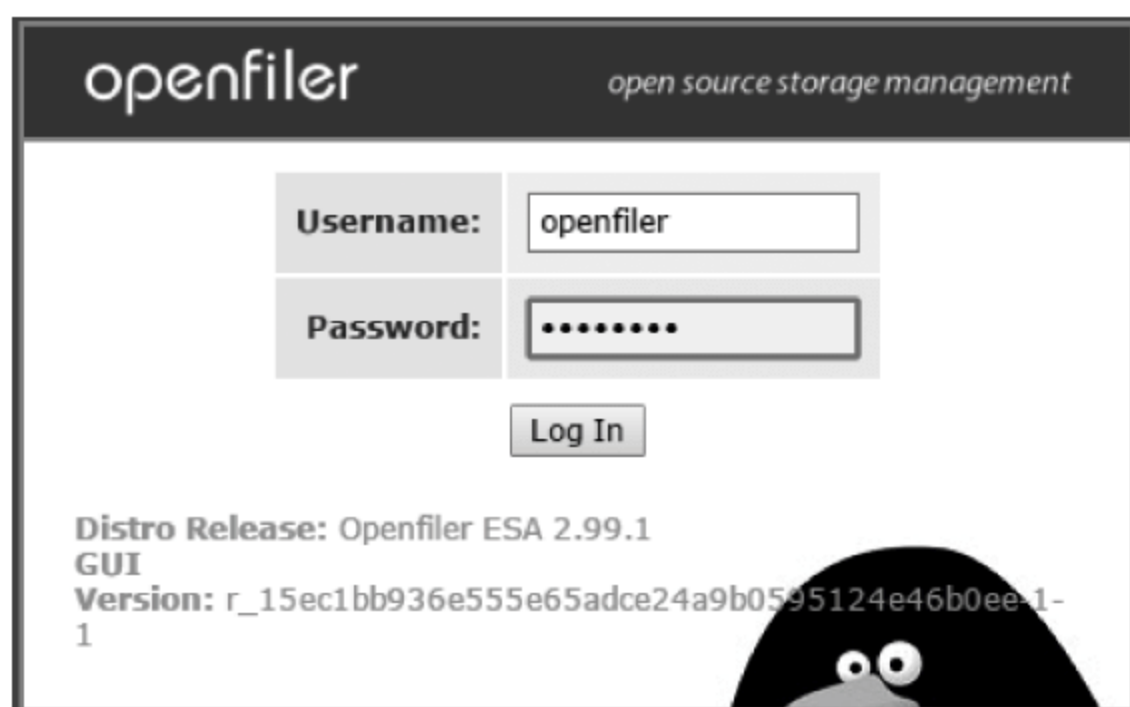 openfiler open source storage management
Username: openfiler
Password: ••••••••
Log In
Distro Release: Openfiler ESA 2.99.1
GUI
Version: r_15ec1bb936e555e65adce24a9b0595124e46b0ee-1-
1